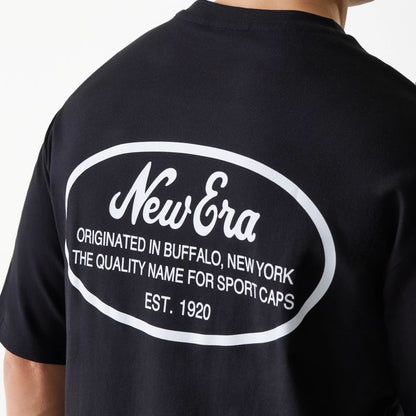 New Era
ORIGINATED IN BUFFALO, NEW YORK
THE QUALITY NAME FOR SPORT CAPS
EST. 1920